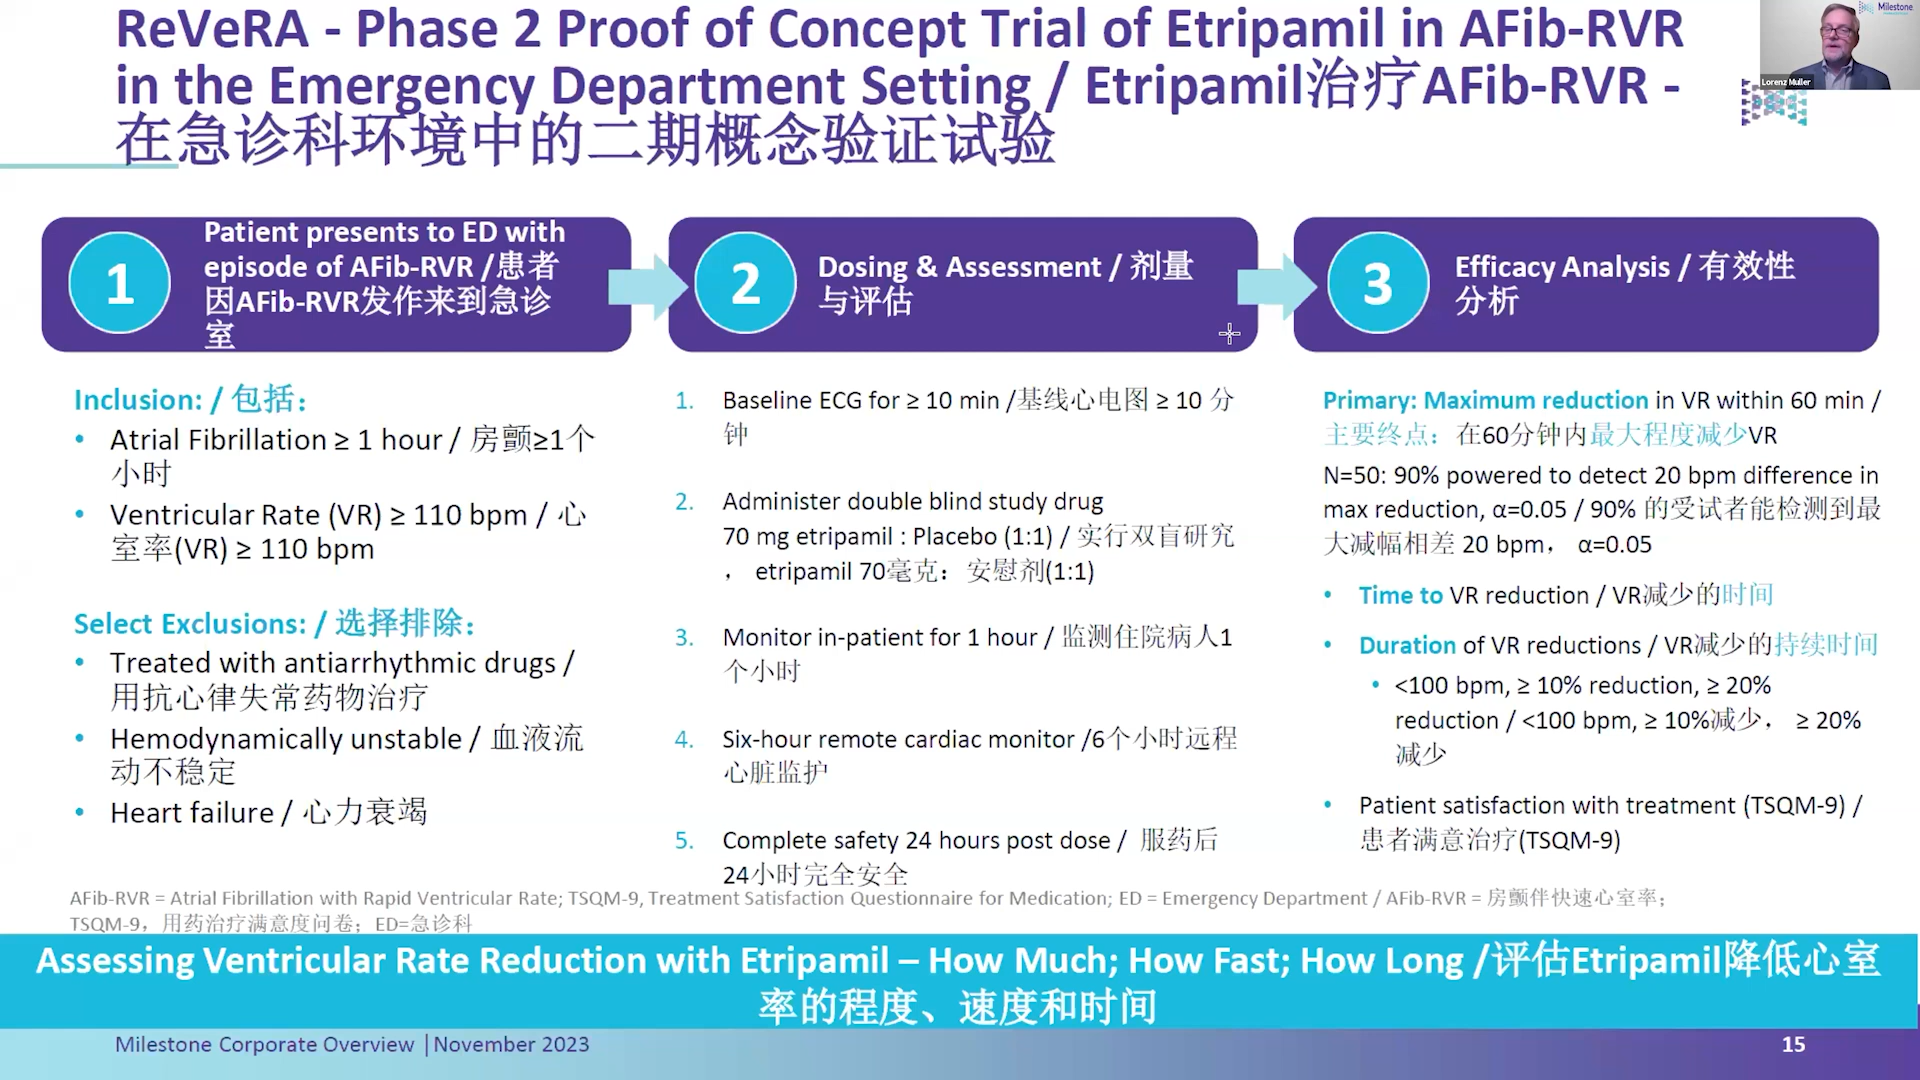 ReVeRA - Phase 2 Proof of Concept Trial of Etripamil in AFib-RVR
in the Emergency Department Setting / Etripamil治疗AFib-RVR -
在急诊科环境中的二期概念验证试验
Milestone
Lorenz Muller
1
Patient presents to ED with
episode of AFib-RVR /患者
因AFib-RVR发作来到急诊
室
2
Dosing & Assessment / 剂量
与评估
3
Efficacy Analysis / 有效性
分析
Inclusion: / 包括：
• Atrial Fibrillation ≥ 1 hour / 房颤≥1个
小时
• Ventricular Rate (VR) ≥ 110 bpm / 心
室率(VR) ≥ 110 bpm
Select Exclusions: / 选择排除：
• Treated with antiarrhythmic drugs /
用抗心律失常药物治疗
• Hemodynamically unstable / 血液流
动不稳定
• Heart failure / 心力衰竭
1. Baseline ECG for ≥ 10 min /基线心电图 ≥ 10 分
钟
2. Administer double blind study drug
70 mg etripamil : Placebo (1:1) / 实行双盲研究
， etripamil 70毫克：安慰剂(1:1)
3. Monitor in-patient for 1 hour / 监测住院病人1
个小时
4. Six-hour remote cardiac monitor /6个小时远程
心脏监护
5. Complete safety 24 hours post dose / 服药后
24小时完全安全
Primary: Maximum reduction in VR within 60 min /
主要终点：在60分钟内最大程度减少VR
N=50: 90% powered to detect 20 bpm difference in
max reduction, α=0.05 / 90% 的受试者能检测到最
大减幅相差 20 bpm， α=0.05
• Time to VR reduction / VR减少的时间
• Duration of VR reductions / VR减少的持续时间
• <100 bpm, ≥ 10% reduction, ≥ 20%
reduction / <100 bpm, ≥ 10%减少， ≥ 20%
减少
• Patient satisfaction with treatment (TSQM-9) /
患者满意治疗(TSQM-9)
AFib-RVR = Atrial Fibrillation with Rapid Ventricular Rate; TSQM-9, Treatment Satisfaction Questionnaire for Medication; ED = Emergency Department / AFib-RVR = 房颤伴快速心室率；
TSQM-9，用药治疗满意度问卷；ED=急诊科
Assessing Ventricular Rate Reduction with Etripamil – How Much; How Fast; How Long /评估Etripamil降低心室
率的程度、速度和时间
Milestone Corporate Overview | November 2023
15